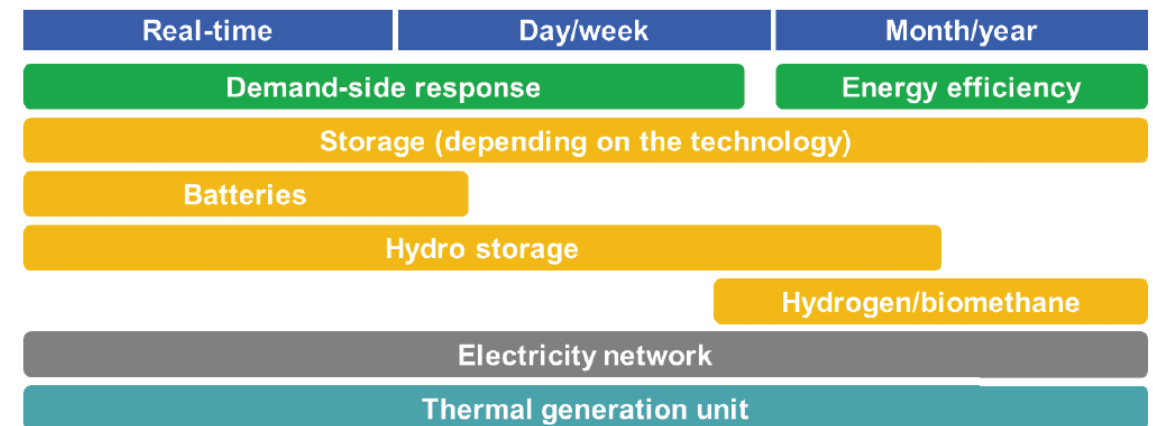 Real-time Day/week Month/year
Demand-side response Energy efficiency
Storage (depending on the technology)
Batteries
Hydro storage
Hydrogen/biomethane
Electricity network
Thermal generation unit